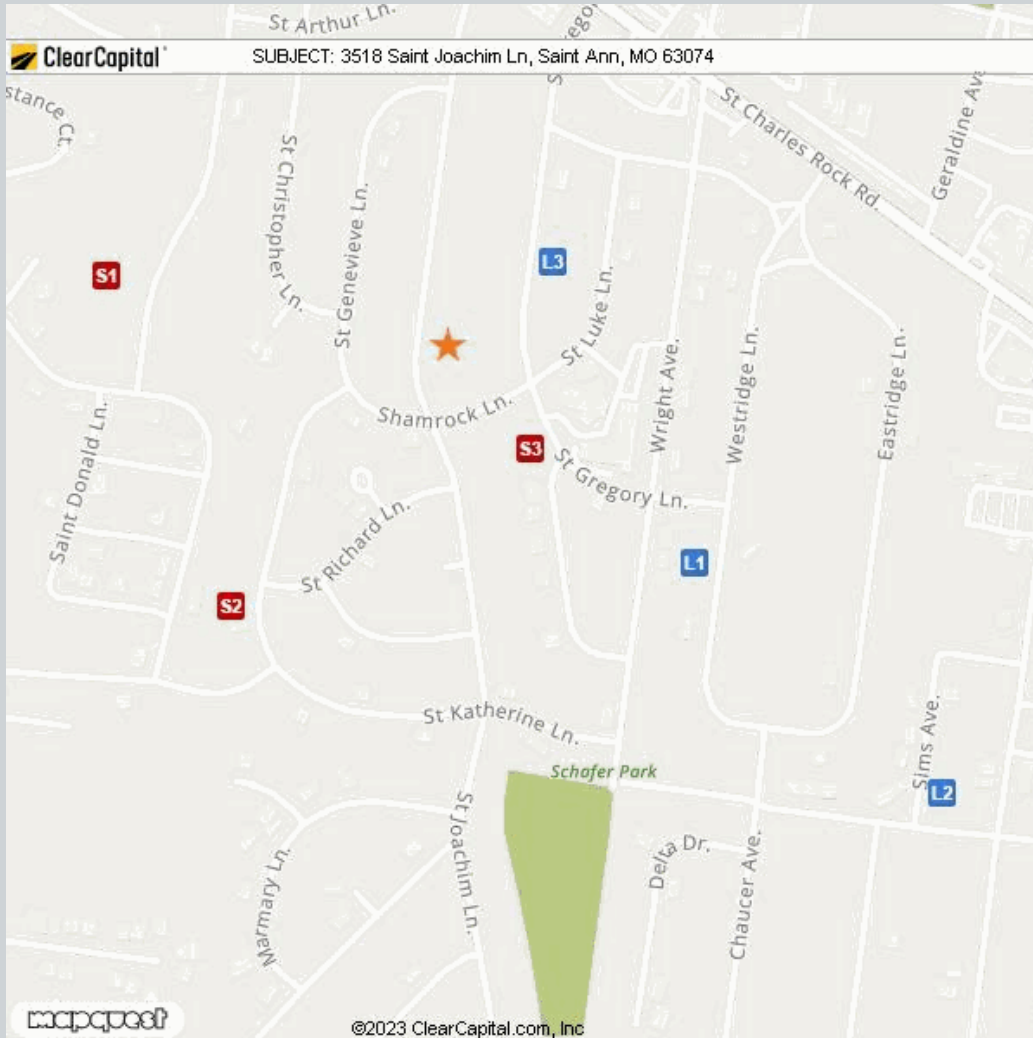 St Arthur Ln.
ClearCapital
SUBJECT: 3518 Saint Joachim Ln, Saint Ann, MO 63074
stance Ct
St Christopher Ln.
St Genevieve Ln.
St Charles Rock Rd.
Geraldine Av
S1
L3
St Luke Ln.
Shamrock Ln.
Wright Ave.
Westridge Ln.
Eastridge Ln.
Saint Donald Ln.
S3
St Gregory Ln.
St Richard Ln.
L1
S2
St Katherine Ln.
Schafer Park
Sims Ave.
L2
St Joachim Ln.
Delta Dr.
Chaucer Ave.
Marmary Ln.
mapquest
©2023 ClearCapital.com, Inc